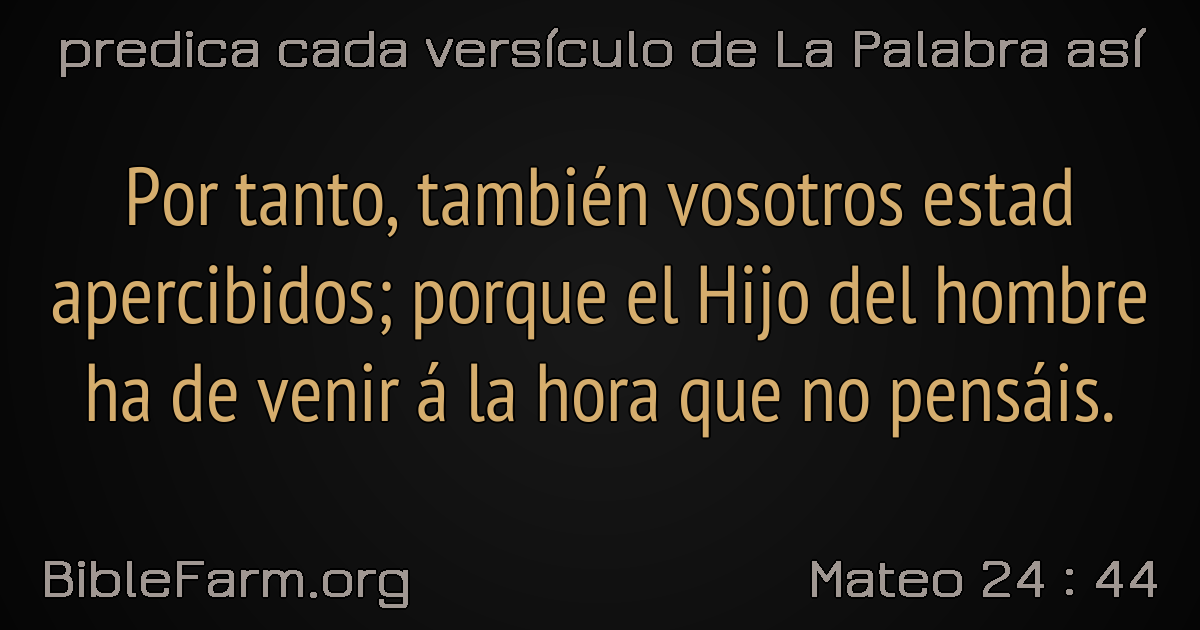 predica cada versículo de La Palabra así
Por tanto, también vosotros estad
apercibidos; porque el Hijo del hombre
ha de venir á la hora que no pensáis.
BibleFarm.org
Mateo 24 : 44